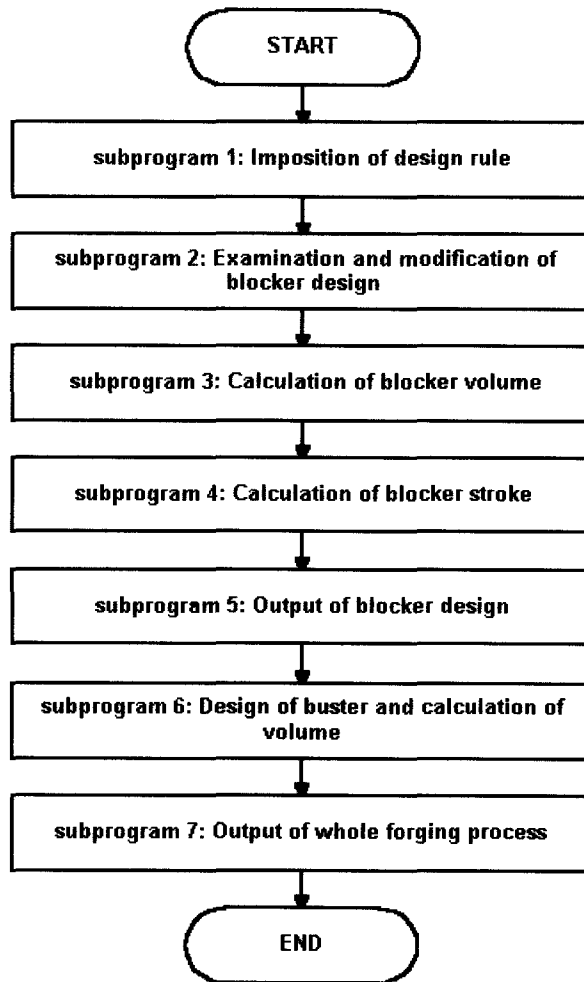 START
subprogram 1: Imposition of design rule
subprogram 2: Examination and modification of
blocker design
subprogram 3: Calculation of blocker volume
subprogram 4: Calculation of blocker stroke
subprogram 5: Output of blocker design
subprogram 6: Design of buster and calculation of
volume
subprogram 7: Output of whole forging process
END